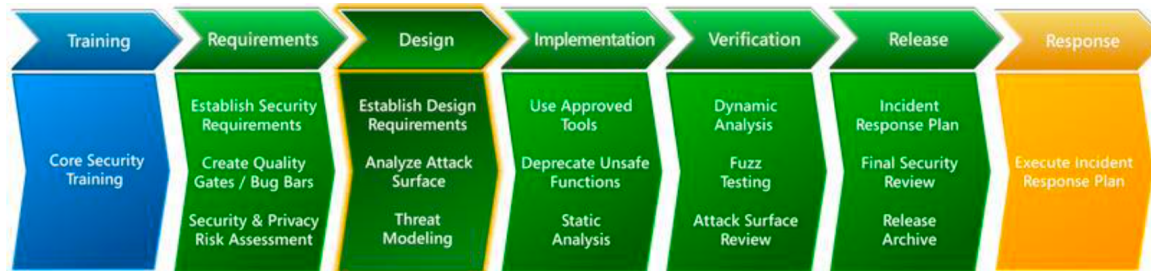 Training
Requirements
Design
Implementation
Verification
Release
Response
Core Security
Training
Establish Security
Requirements
Create Quality
Gates / Bug Bars
Security & Privacy
Risk Assessment
Establish Design
Requirements
Analyze Attack
Surface
Threat
Modeling
Use Approved
Tools
Deprecate Unsafe
Functions
Static
Analysis
Dynamic
Analysis
Fuzz
Testing
Attack Surface
Review
Incident
Response Plan
Final Security
Review
Release
Archive
Execute Incident
Response Plan